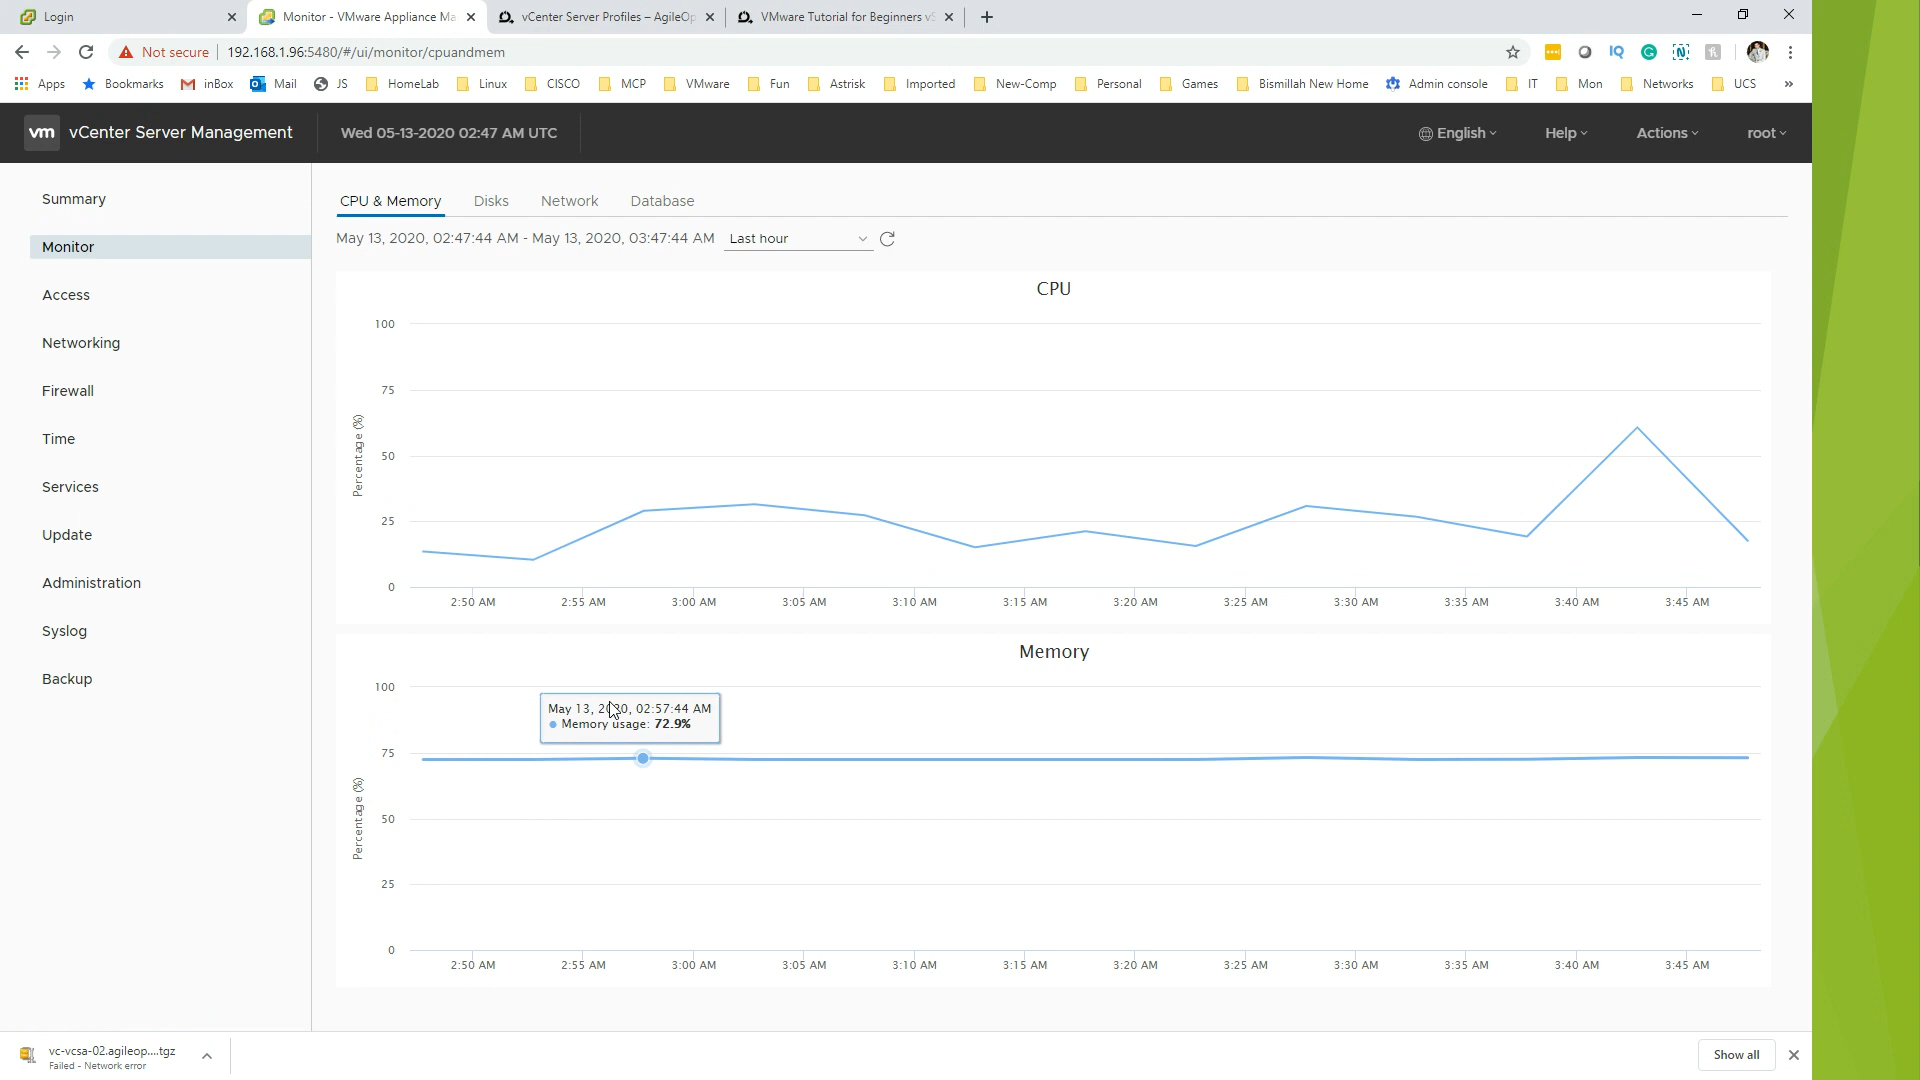 Login
Monitor - VMware Appliance Ma
vCenter Server Profiles – AgileOp
VMware Tutorial for Beginners vS
Not secure
192.168.1.96:5480/#/ui/monitor/cpuandmem
Apps
Bookmarks
inBox
Mail
JS
HomeLab
Linux
CISCO
MCP
VMware
Fun
Astrisk
Imported
New-Comp
Personal
Games
Bismillah New Home
Admin console
IT
Mon
Networks
UCS
»
vm
vCenter Server Management
Wed 05-13-2020 02:47 AM UTC
English
Help
Actions
root
Summary
Monitor
Access
Networking
Firewall
Time
Services
Update
Administration
Syslog
Backup
CPU & Memory
Disks
Network
Database
May 13, 2020, 02:47:44 AM - May 13, 2020, 03:47:44 AM
Last hour
CPU
Percentage (%)
100
75
50
25
0
2:50 AM
2:55 AM
3:00 AM
3:05 AM
3:10 AM
3:15 AM
3:20 AM
3:25 AM
3:30 AM
3:35 AM
3:40 AM
3:45 AM
Memory
Percentage (%)
100
75
50
25
0
May 13, 2020, 02:57:44 AM
Memory usage: 72.9%
2:50 AM
2:55 AM
3:00 AM
3:05 AM
3:10 AM
3:15 AM
3:20 AM
3:25 AM
3:30 AM
3:35 AM
3:40 AM
3:45 AM
vc-vcsa-02.agileop....tgz
Failed - Network error
Show all